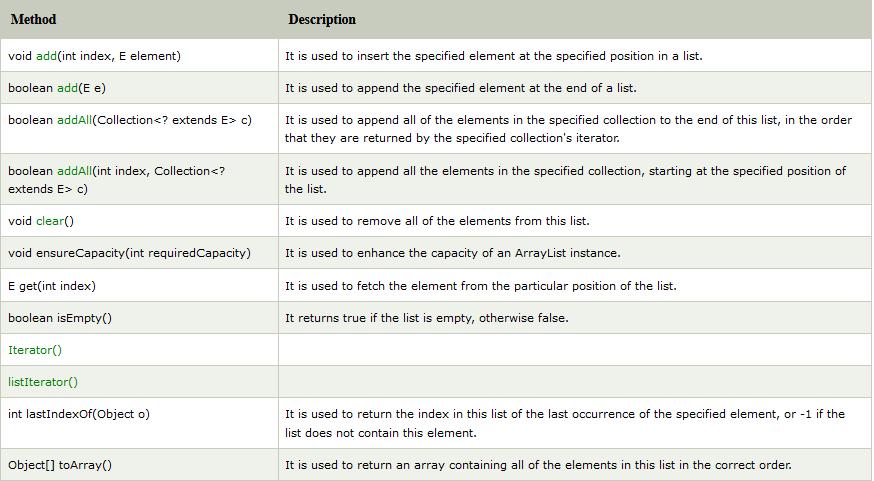 Method Description
void add(int index, E element) It is used to insert the specified element at the specified position in a list.
boolean add(E e) It is used to append the specified element at the end of a list.
boolean addAll(Collection<? extends E> c) It is used to append all of the elements in the specified collection to the end of this list, in the order
that they are returned by the specified collection's iterator.
boolean addAll(int index, Collection<? It is used to append all the elements in the specified collection, starting at the specified position of
extends E> c) the list.
void clear() It is used to remove all of the elements from this list.
void ensureCapacity(int requiredCapacity) It is used to enhance the capacity of an ArrayList instance.
E get(int index) It is used to fetch the element from the particular position of the list.
boolean isEmpty() It returns true if the list is empty, otherwise false.
Iterator()
listIterator()
int lastIndexOf(Object o) It is used to return the index in this list of the last occurrence of the specified element, or -1 if the
list does not contain this element.
Object[] toArray() It is used to return an array containing all of the elements in this list in the correct order.